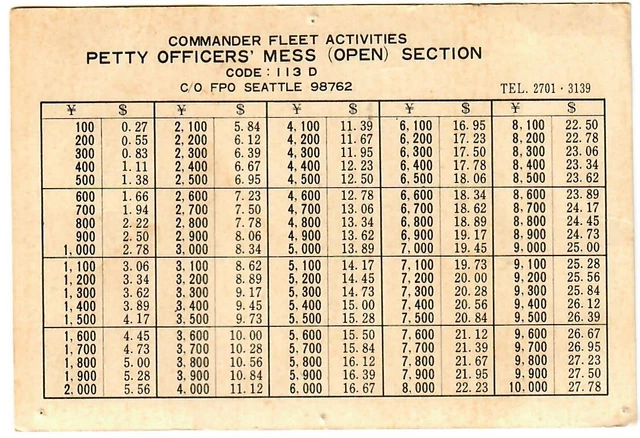 COMMANDER FLEET ACTIVITIES
PETTY OFFICERS' MESS (OPEN) SECTION
CODE: 113 D
C/O FPO SEATTLE 98762
TEL. 2701 · 3139
¥ $ ¥ $ ¥ $ ¥ $ ¥ $
100 0.27 2,100 5.84 4,100 11.39 6,100 16.95 8,100 22.50
200 0.55 2,200 6.12 4,200 11.67 6,200 17.23 8,200 22.78
300 0.83 2,300 6.39 4,300 11.95 6,300 17.50 8,300 23.06
400 1.11 2,400 6.67 4,400 12.23 6,400 17.78 8,400 23.34
500 1.38 2,500 6.95 4,500 12.50 6,500 18.06 8,500 23.62
600 1.66 2,600 7.23 4,600 12.78 6,600 18.34 8,600 23.89
700 1.94 2,700 7.50 4,700 13.06 6,700 18.62 8,700 24.17
800 2.22 2,800 7.78 4,800 13.34 6,800 18.89 8,800 24.45
900 2.50 2,900 8.06 4,900 13.62 6,900 19.17 8,900 24.73
1,000 2.78 3,000 8.34 5,000 13.89 7,000 19.45 9,000 25.00
1,100 3.06 3,100 8.62 5,100 14.17 7,100 19.73 9,100 25.28
1,200 3.34 3,200 8.89 5,200 14.45 7,200 20.00 9,200 25.56
1,300 3.62 3,300 9.17 5,300 14.73 7,300 20.28 9,300 25.84
1,400 3.89 3,400 9.45 5,400 15.00 7,400 20.56 9,400 26.12
1,500 4.17 3,500 9.73 5,500 15.28 7,500 20.84 9,500 26.39
1,600 4.45 3,600 10.00 5,600 15.50 7,600 21.12 9,600 26.67
1,700 4.73 3,700 10.28 5,700 15.84 7,700 21.39 9,700 26.95
1,800 5.00 3,800 10.56 5,800 16.12 7,800 21.67 9,800 27.23
1,900 5.28 3,900 10.84 5,900 16.39 7,900 21.95 9,900 27.50
2,000 5.56 4,000 11.12 6,000 16.67 8,000 22.23 10,000 27.78